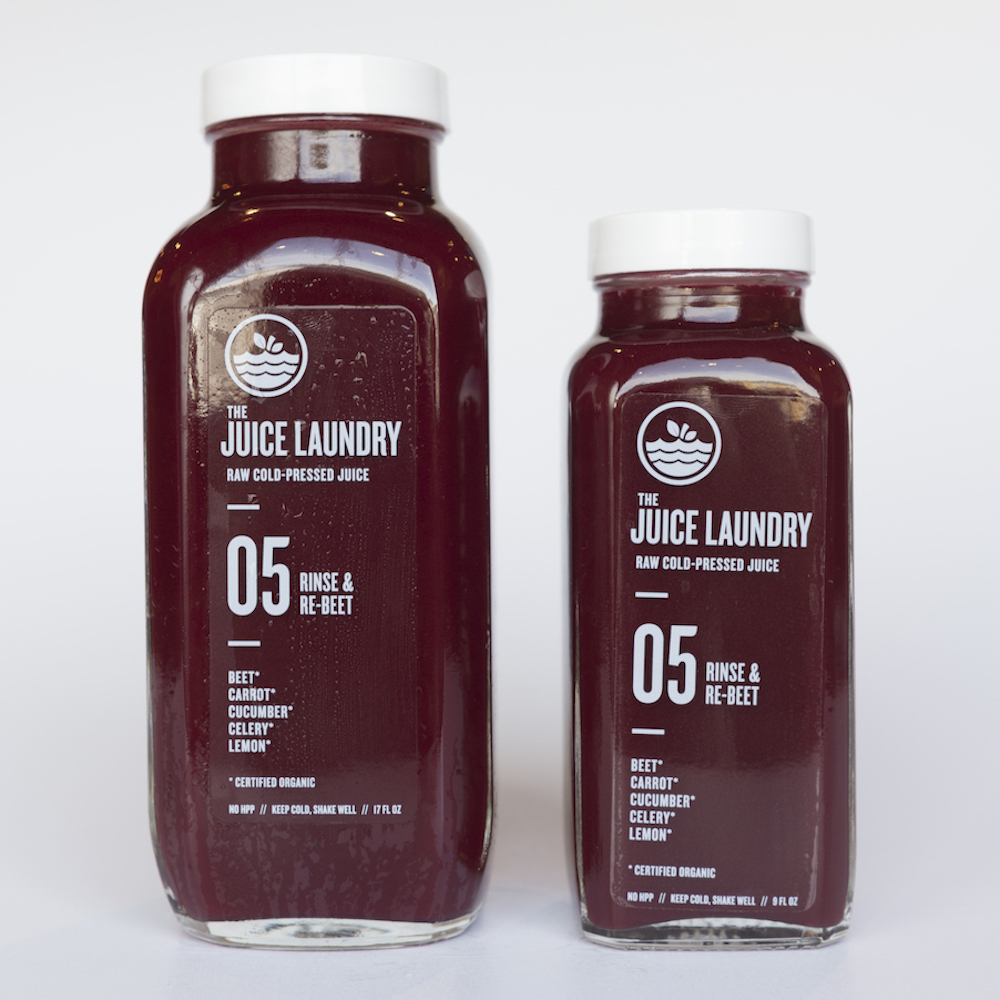 THE
JUICE LAUNDRY
RAW COLD-PRESSED JUICE
05 RINSE &
RE-BEET
BEET*
CARROT*
CUCUMBER*
CELERY*
LEMON*
* CERTIFIED ORGANIC
NO HPP // KEEP COLD, SHAKE WELL // 17 FL OZ
THE
JUICE LAUNDRY
RAW COLD-PRESSED JUICE
05 RINSE &
RE-BEET
BEET*
CARROT*
CUCUMBER*
CELERY*
LEMON*
* CERTIFIED ORGANIC
NO HPP // KEEP COLD, SHAKE WELL // 9 FL OZ